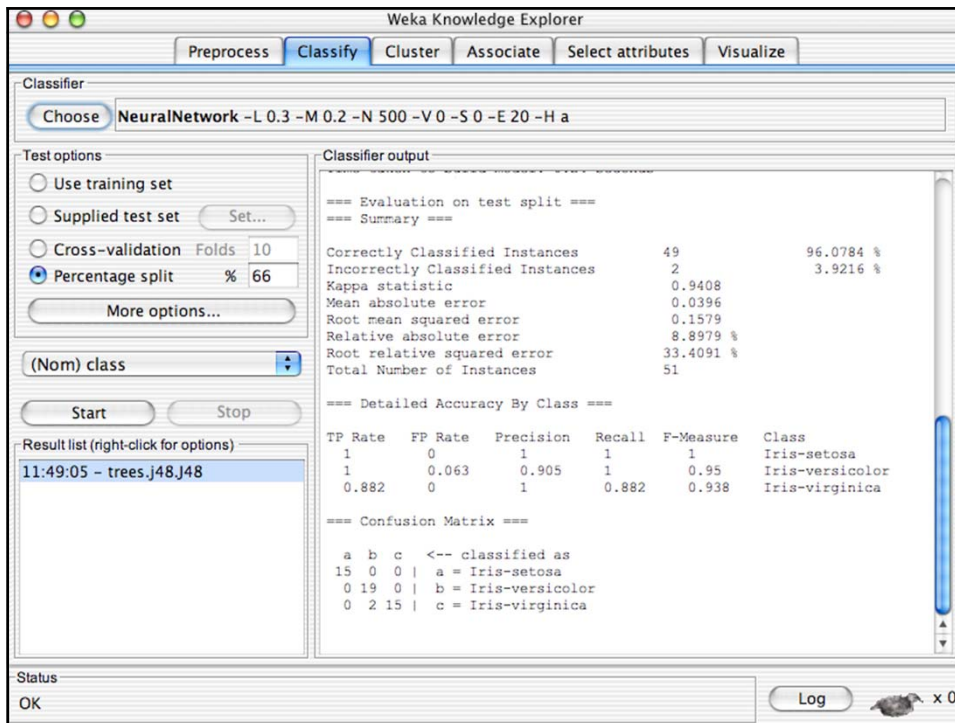 Weka Knowledge Explorer
Preprocess Classify Cluster Associate Select attributes Visualize
Classifier
Choose NeuralNetwork -L 0.3 -M 0.2 -N 500 -V 0 -S 0 -E 20 -H a
Test options
Use training set
Supplied test set Set...
Cross-validation Folds 10
Percentage split % 66
More options...
(Nom) class
Start Stop
Result list (right-click for options)
11:49:05 - trees.j48.J48
Classifier output
=== Evaluation on test split ===
=== Summary ===
Correctly Classified Instances 49 96.0784 %
Incorrectly Classified Instances 2 3.9216 %
Kappa statistic 0.9408
Mean absolute error 0.0396
Root mean squared error 0.1579
Relative absolute error 8.8979 %
Root relative squared error 33.4091 %
Total Number of Instances 51
=== Detailed Accuracy By Class ===
TP Rate FP Rate Precision Recall F-Measure Class
1 0 1 1 1 Iris-setosa
1 0.063 0.905 1 0.95 Iris-versicolor
0.882 0 1 0.882 0.938 Iris-virginica
=== Confusion Matrix ===
a b c <-- classified as
15 0 0 | a = Iris-setosa
0 19 0 | b = Iris-versicolor
0 2 15 | c = Iris-virginica
Status
OK
Log x 0